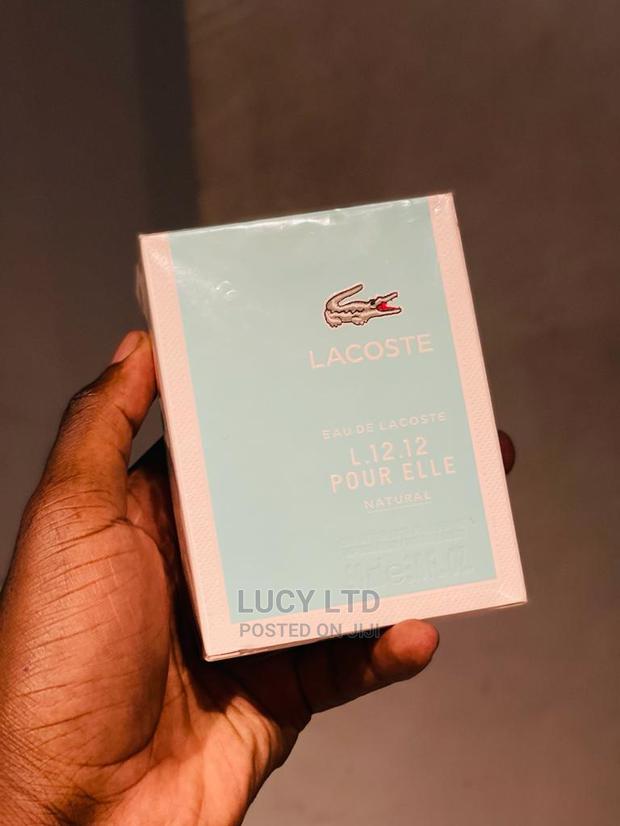 LACOSTE
EAU DE LACOSTE
L.12.12
POUR ELLE
NATURAL
LUCY LTD
POSTED ON JIJI